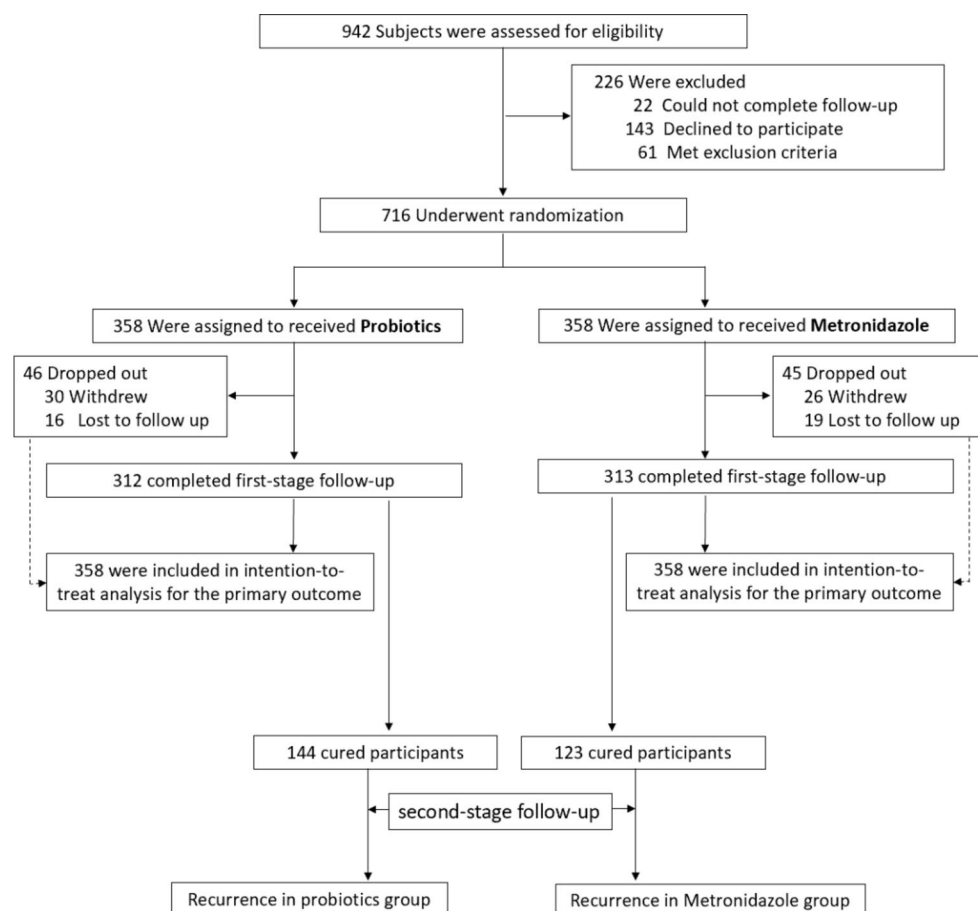 942 Subjects were assessed for eligibility
226 Were excluded
22 Could not complete follow-up
143 Declined to participate
61 Met exclusion criteria
716 Underwent randomization
358 Were assigned to received Probiotics
358 Were assigned to received Metronidazole
46 Dropped out
30 Withdrew
16 Lost to follow up
45 Dropped out
26 Withdrew
19 Lost to follow up
312 completed first-stage follow-up
313 completed first-stage follow-up
358 were included in intention-to-
treat analysis for the primary outcome
358 were included in intention-to-
treat analysis for the primary outcome
144 cured participants
123 cured participants
second-stage follow-up
Recurrence in probiotics group
Recurrence in Metronidazole group